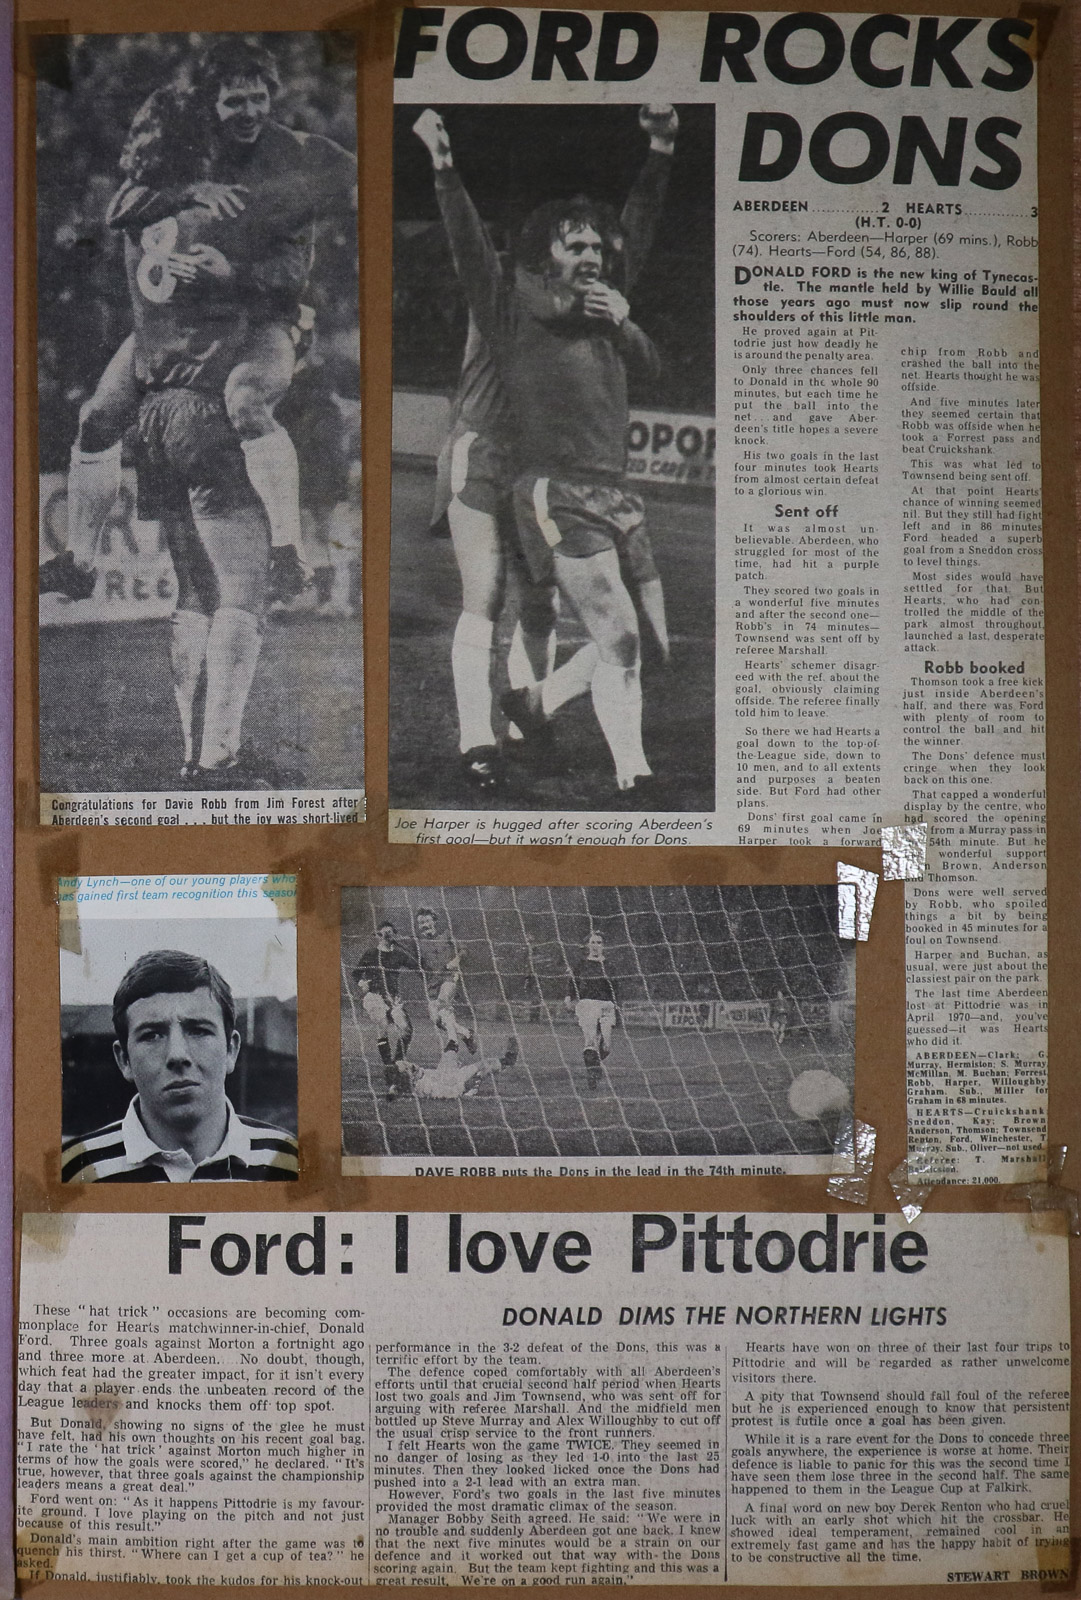 FORD ROCKS
DONS
ABERDEEN ............ 2 HEARTS ............ 3
(H.T. 0-0)
Scorers: Aberdeen—Harper (69 mins.), Robb
(74). Hearts—Ford (54, 86, 88).
DONALD FORD is the new king of Tynecas-
tle. The mantle held by Willie Bauld all
those years ago must now slip round the
shoulders of this little man.
He proved again at Pit-
todrie just how deadly he
is around the penalty area.
Only three chances fell
to Donald in the whole 90
minutes, but each time he
put the ball into the
net . . . and gave Aber-
deen's title hopes a severe
knock.
His two goals in the last
four minutes took Hearts
from almost certain defeat
to a glorious win.
Sent off
It was almost un-
believable. Aberdeen, who
struggled for most of the
time, had hit a purple
patch.
They scored two goals in
a wonderful five minutes
and after the second one—
Robb's in 74 minutes—
Townsend was sent off by
referee Marshall.
Hearts' schemer disagr-
eed with the ref. about the
goal, obviously claiming
offside. The referee finally
told him to leave.
So there we had Hearts a
goal down to the top-of-
the-League side, down to
10 men, and to all extents
and purposes a beaten
side. But Ford had other
plans.
Dons' first goal came in
69 minutes when Joe
Harper took a forward
chip from Robb and
crashed the ball into the
net. Hearts thought he was
offside.
And five minutes later
they seemed certain that
Robb was offside when he
took a Forrest pass and
beat Cruickshank.
This was what led to
Townsend being sent off.
At that point Hearts'
chance of winning seemed
nil. But they still had fight
left and in 86 minutes
Ford headed a superb
goal from a Sneddon cross
to level things.
Most sides would have
settled for that. But
Hearts, who had con-
trolled the middle of the
park almost throughout,
launched a last, desperate
attack.
Robb booked
Thomson took a free kick
just inside Aberdeen's
half, and there was Ford
with plenty of room to
control the ball and hit
the winner.
The Dons' defence must
cringe when they look
back on this one.
That capped a wonderful
display by the centre, who
had scored the opening
from a Murray pass in
54th minute. But he
wonderful support
Brown, Anderson
and Thomson.
Dons were well served
by Robb, who spoiled
things a bit by being
booked in 45 minutes for a
foul on Townsend.
Harper and Buchan, as
usual, were just about the
classiest pair on the park.
The last time Aberdeen
lost at Pittodrie was in
April 1970—and, you've
guessed—it was Hearts
who did it.
ABERDEEN—Clark; G.
Murray, Hermiston; S. Murray,
McMillan, M. Buchan; Forrest,
Robb, Harper, Willoughby,
Graham. Sub., Miller for
Graham in 68 minutes.
HEARTS—Cruickshank;
Sneddon, Kay; Brown
Anderson, Thomson; Townsend
Renton, Ford, Winchester, T.
Murray. Sub., Oliver—not used.
Referee: T. Marshall,
Attendance: 21,000.
Congratulations for Davie Robb from Jim Forest after
Aberdeen's second goal . . . but the joy was short-lived
OPOR
Joe Harper is hugged after scoring Aberdeen's
first goal—but it wasn't enough for Dons.
Andy Lynch—one of our young players who
has gained first team recognition this season
EXPORT
DAVE ROBB puts the Dons in the lead in the 74th minute.
Ford: I love Pittodrie
DONALD DIMS THE NORTHERN LIGHTS
These "hat trick" occasions are becoming com-
monplace for Hearts matchwinner-in-chief, Donald
Ford. Three goals against Morton a fortnight ago
and three more at Aberdeen. . . . No doubt, though,
which feat had the greater impact, for it isn't every
day that a player ends the unbeaten record of the
League leaders and knocks them off top spot.
But Donald, showing no signs of the glee he must
have felt, had his own thoughts on his recent goal bag.
"I rate the 'hat trick' against Morton much higher in
terms of how the goals were scored," he declared. "It's
true, however, that three goals against the championship
leaders means a great deal."
Ford went on: "As it happens Pittodrie is my favour-
ite ground. I love playing on the pitch and not just
because of this result."
Donald's main ambition right after the game was to
quench his thirst. "Where can I get a cup of tea?" he
asked.
If Donald, justifiably, took the kudos for his knock-out
performance in the 3-2 defeat of the Dons, this was a
terrific effort by the team.
The defence coped comfortably with all Aberdeen's
efforts until that crucial second half period when Hearts
lost two goals and Jim Townsend, who was sent off for
arguing with referee Marshall. And the midfield men
bottled up Steve Murray and Alex Willoughby to cut off
the usual crisp service to the front runners.
I felt Hearts won the game TWICE. They seemed in
no danger of losing as they led 1-0 into the last 25
minutes. Then they looked licked once the Dons had
pushed into a 2-1 lead with an extra man.
However, Ford's two goals in the last five minutes
provided the most dramatic climax of the season.
Manager Bobby Seith agreed. He said: "We were in
no trouble and suddenly Aberdeen got one back. I knew
that the next five minutes would be a strain on our
defence and it worked out that way with the Dons
scoring again. But the team kept fighting and this was a
great result. We're on a good run again."
Hearts have won on three of their last four trips to
Pittodrie and will be regarded as rather unwelcome
visitors there.
A pity that Townsend should fall foul of the referee
but he is experienced enough to know that persistent
protest is futile once a goal has been given.
While it is a rare event for the Dons to concede three
goals anywhere, the experience is worse at home. Their
defence is liable to panic for this was the second time I
have seen them lose three in the second half. The same
happened to them in the League Cup at Falkirk.
A final word on new boy Derek Renton who had cruel
luck with an early shot which hit the crossbar. He
showed ideal temperament, remained cool in an
extremely fast game and has the happy habit of trying
to be constructive all the time.
STEWART BROWN